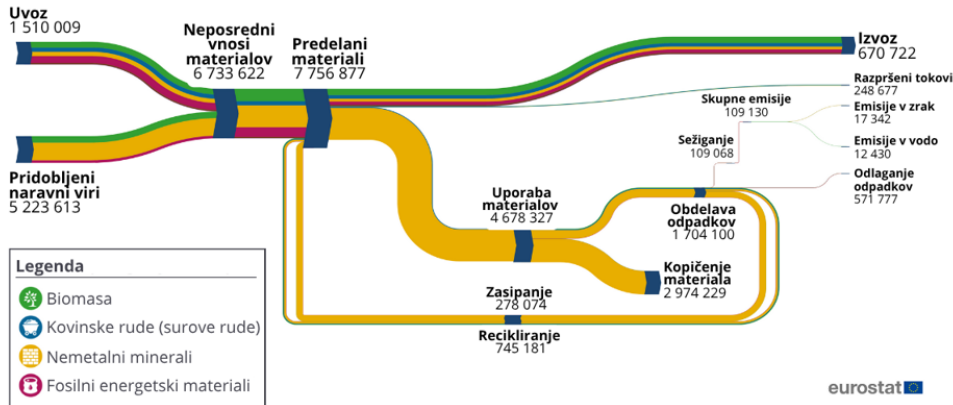 Uvoz
1 510 009
Neposredni
vnosi
materialov
6 733 622
Predelani
materiali
7 756 877
Izvoz
670 722
Razpršeni tokovi
248 677
Skupne emisije
109 130
Emisije v zrak
17 342
Sežiganje
109 068
Emisije v vodo
12 430
Pridobljeni
naravni viri
5 223 613
Odlaganje
odpadkov
571 777
Uporaba
materialov
4 678 327
Obdelava
odpadkov
1 704 100
Kopičenje
materiala
2 974 229
Zasipanje
278 074
Recikliranje
745 181
Legenda
Biomasa
Kovinske rude (surove rude)
Nemetalni minerali
Fosilni energetski materiali
eurostat